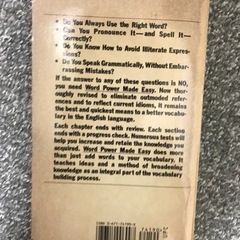 • Do You Always Use the Right Word?
• Can You Pronounce It—and Spell It—
Correctly?
• Do You Know How to Avoid Illiterate Expres-
sions?
• Do You Speak Grammatically, Without Embar-
rassing Mistakes?
If the answer to any of these questions is NO,
you need Word Power Made Easy. Now thor-
oughly revised to eliminate outmoded refer-
ences and to reflect current idioms, it remains
the best and quickest means to a better vocabu-
lary in the English language.
Each chapter ends with review. Each section
ends with a progress check. Numerous tests will
help you increase and retain the knowledge you
acquired. Word Power Made Easy does more
than just add words to your vocabulary. It
teaches ideas and a method of broadening
knowledge as an integral part of the vocabulary
building process.